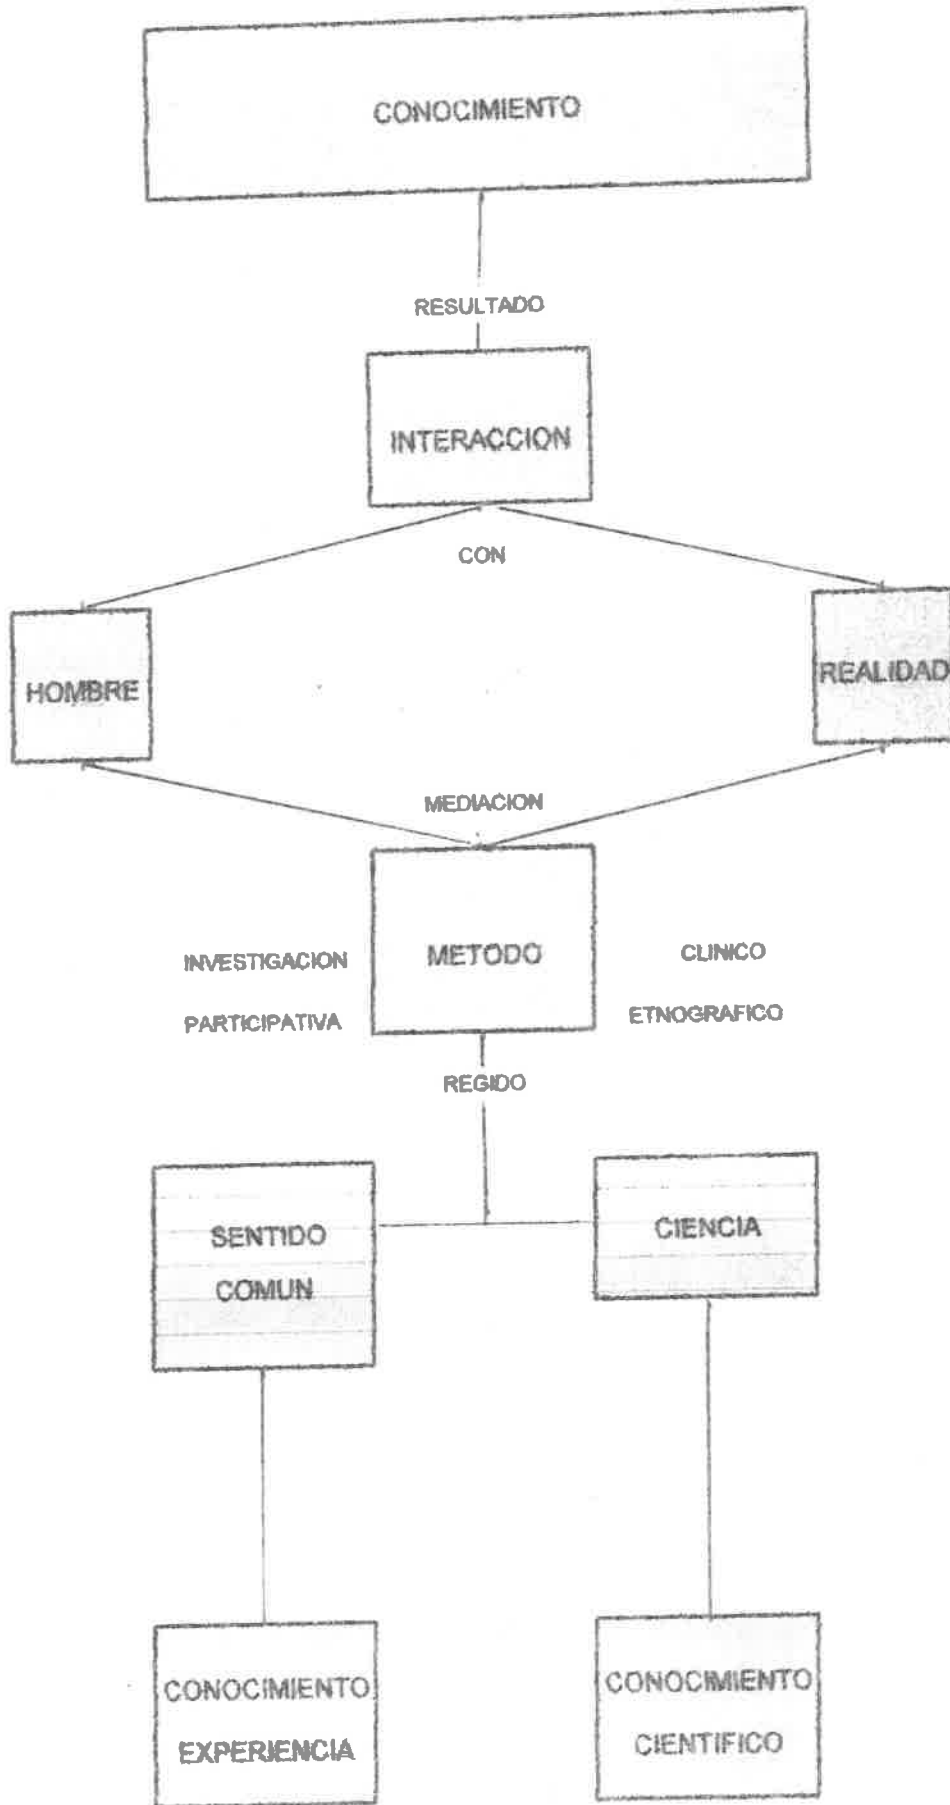 CONOCIMIENTO
RESULTADO
INTERACCION
CON
HOMBRE
REALIDAD
MEDIACION
METODO
INVESTIGACION
PARTICIPATIVA
CLINICO
ETNOGRAFICO
REGIDO
SENTIDO
COMUN
CIENCIA
CONOCIMIENTO
EXPERIENCIA
CONOCIMIENTO
CIENTIFICO